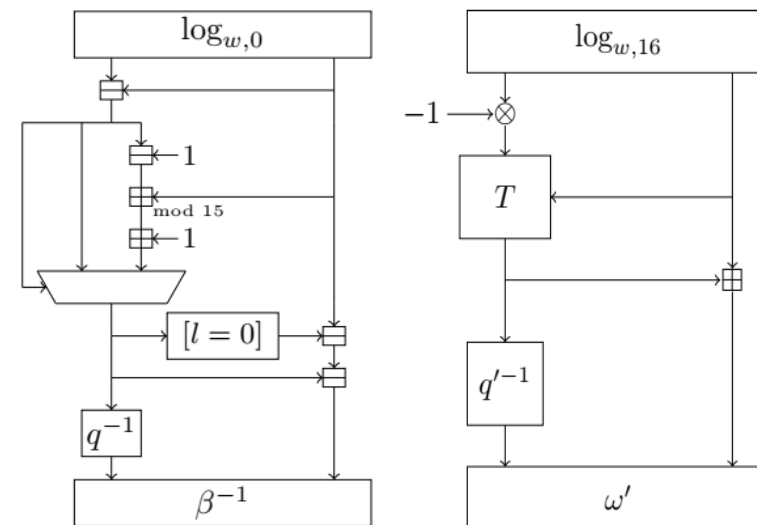 log_{w,0}
1
mod 15
1
[l = 0]
q^{-1}
β^{-1}
log_{w,16}
−1
T
q'^{-1}
ω'